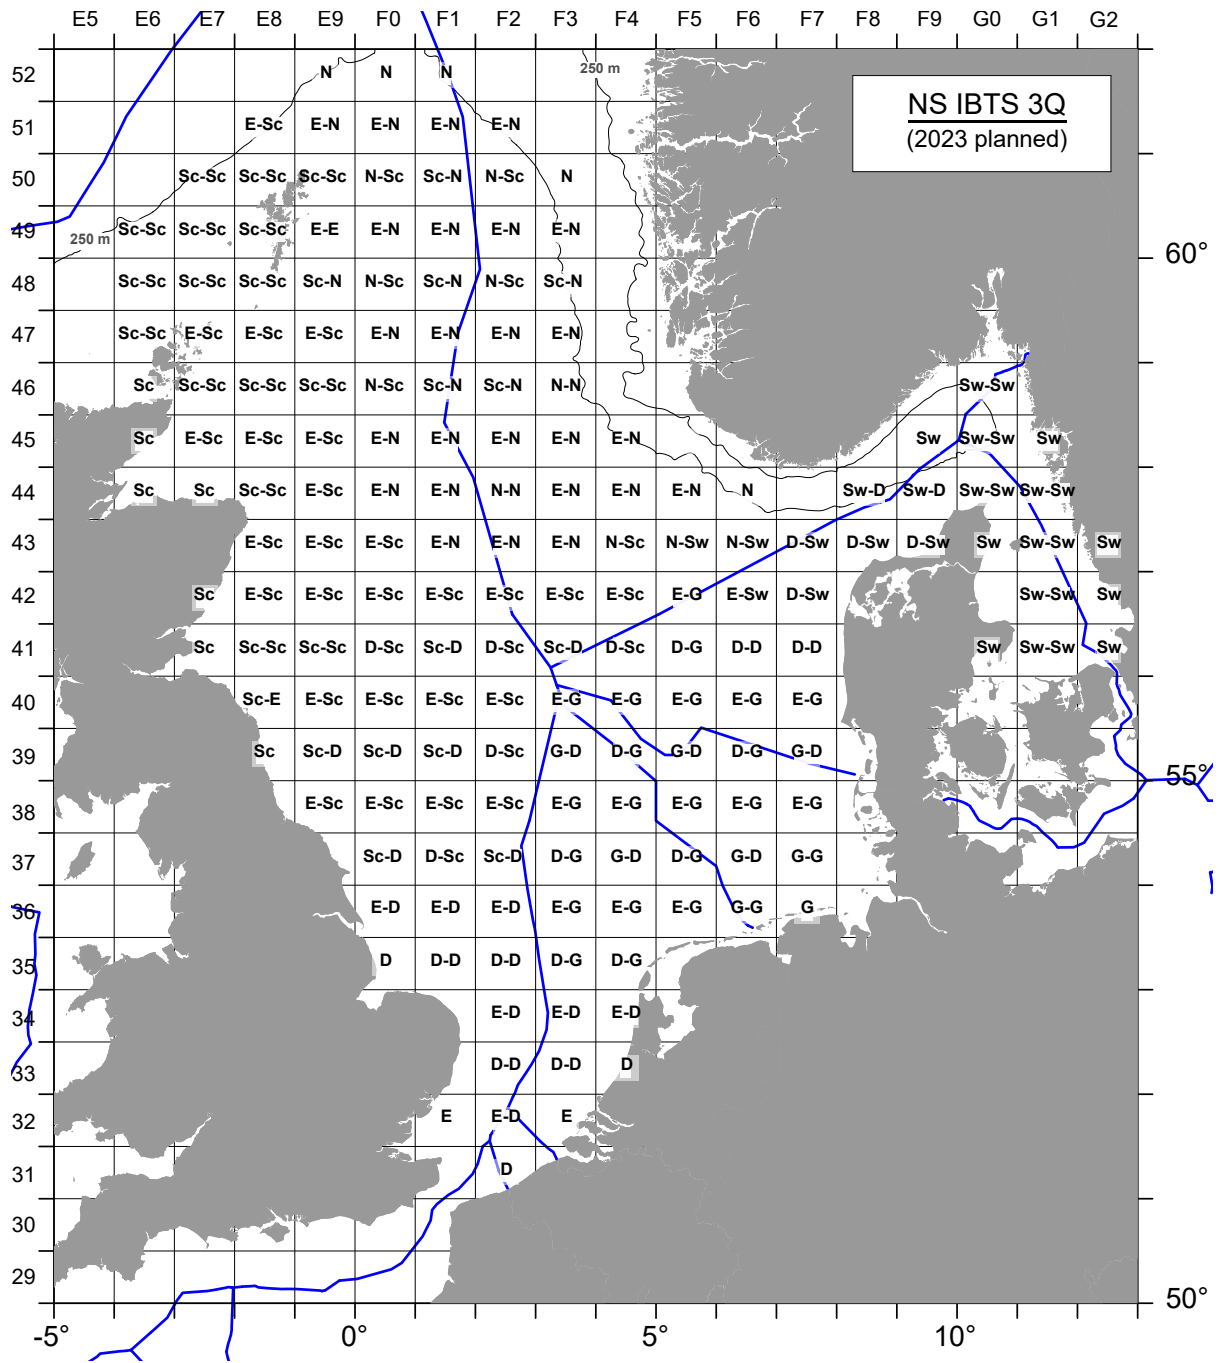 E5 E6 E7 E8 E9 F0 F1 F2 F3 F4 F5 F6 F7 F8 F9 G0 G1 G2
NS IBTS 3Q
(2023 planned)
250 m
52 N N N
51 E-Sc E-N E-N E-N E-N
50 Sc-Sc Sc-Sc Sc-Sc N-Sc Sc-N N-Sc N
49 Sc-Sc Sc-Sc Sc-Sc E-E E-N E-N E-N E-N
250 m
60°
48 Sc-Sc Sc-Sc Sc-Sc Sc-N N-Sc Sc-N N-Sc Sc-N
47 Sc-Sc E-Sc E-Sc E-Sc E-N E-N E-N E-N
46 Sc Sc-Sc Sc-Sc Sc-Sc N-Sc Sc-N Sc-N N-N Sw-Sw
45 Sc E-Sc E-Sc E-Sc E-N E-N E-N E-N E-N Sw Sw-Sw Sw
44 Sc Sc Sc-Sc E-Sc E-N E-N N-N E-N E-N E-N N Sw-D Sw-D Sw-Sw Sw-Sw
43 E-Sc E-Sc E-Sc E-N E-N E-N N-Sc N-Sw N-Sw D-Sw D-Sw D-Sw Sw Sw-Sw Sw
42 Sc E-Sc E-Sc E-Sc E-Sc E-Sc E-Sc E-Sc E-G E-Sw D-Sw Sw-Sw Sw
41 Sc Sc-Sc Sc-Sc D-Sc Sc-D D-Sc Sc-D D-Sc D-G D-D D-D Sw Sw-Sw Sw
40 Sc-E E-Sc E-Sc E-Sc E-Sc E-G E-G E-G E-G E-G
39 Sc Sc-D Sc-D Sc-D D-Sc G-D D-G G-D D-G G-D
55°
38 E-Sc E-Sc E-Sc E-Sc E-G E-G E-G E-G E-G
37 Sc-D D-Sc Sc-D D-G G-D D-G G-D G-G
36 E-D E-D E-D E-G E-G E-G G-G G
35 D D-D D-D D-G D-G
34 E-D E-D E-D
33 D-D D-D D
32 E E-D E
31 D
30
29
50°
-5° 0° 5° 10°